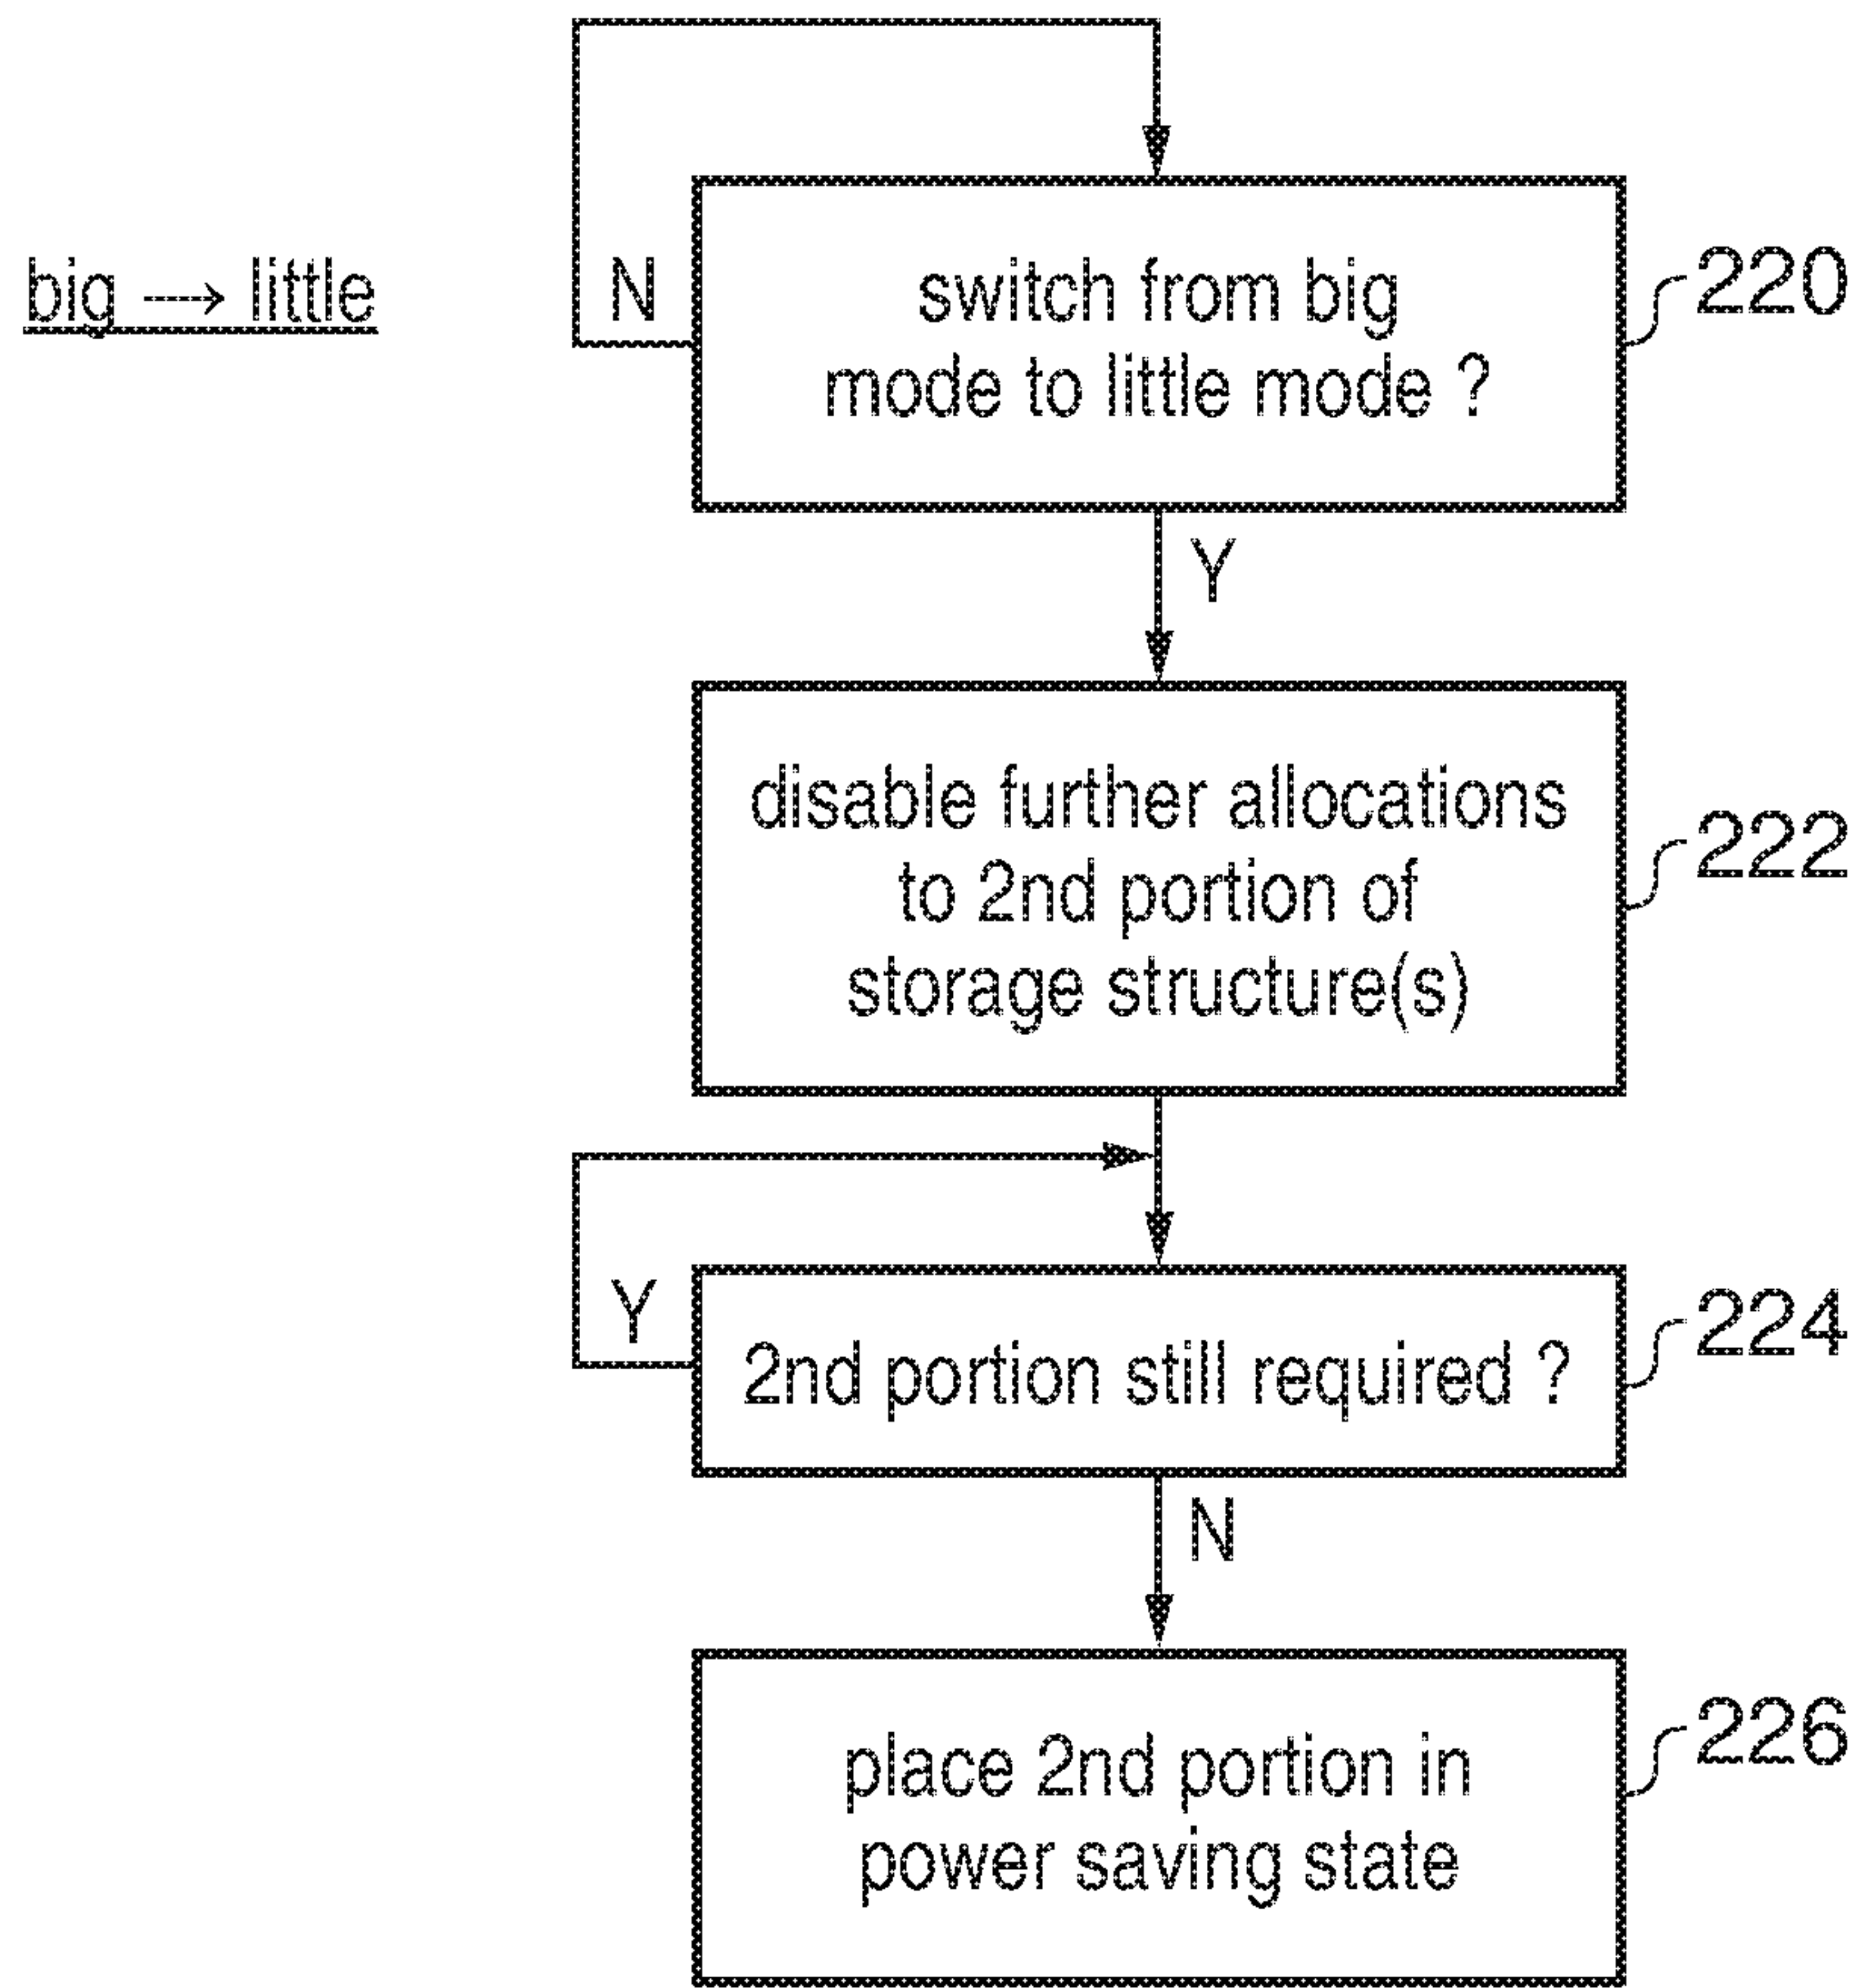 big → little
N
switch from big
mode to little mode ?
220
Y
disable further allocations
to 2nd portion of
storage structure(s)
222
Y
2nd portion still required ?
224
N
place 2nd portion in
power saving state
226